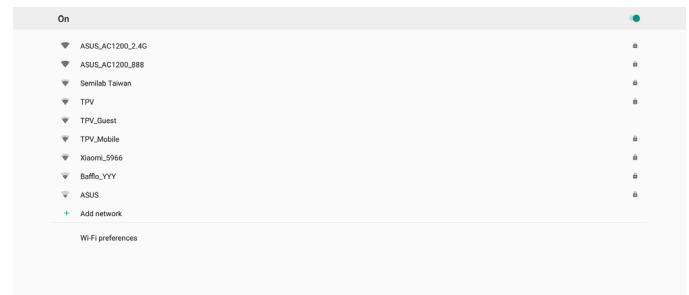 On
ASUS_AC1200_2.4G
ASUS_AC1200_888
Semilab Taiwan
TPV
TPV_Guest
TPV_Mobile
Xiaomi_5966
Bafflo_YYY
ASUS
+ Add network
Wi-Fi preferences